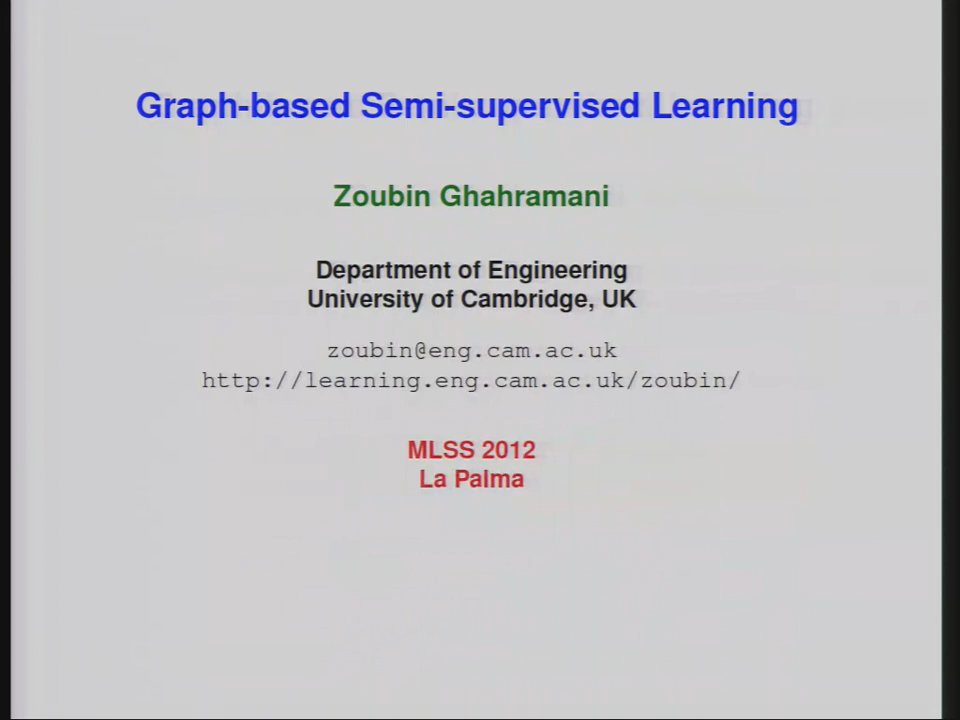 Graph-based Semi-supervised Learning
Zoubin Ghahramani
Department of Engineering
University of Cambridge, UK
zoubin@eng.cam.ac.uk
http://learning.eng.cam.ac.uk/zoubin/
MLSS 2012
La Palma